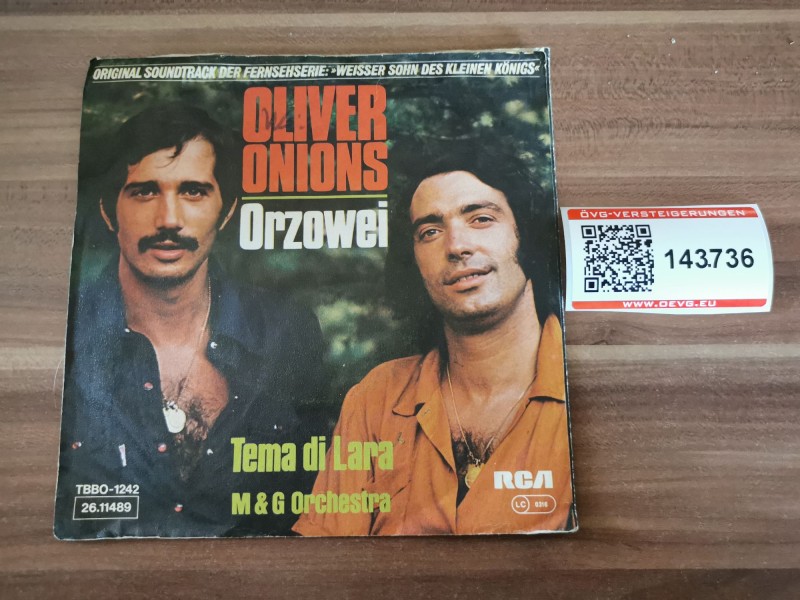 ORIGINAL SOUNDTRACK DER FERNSEHSERIE: »WEISSER SOHN DES KLEINEN KÖNIGS«
OLIVER
ONIONS
Orzowei
Tema di Lara
M & G Orchestra
TBBO-1242
26.11489
RCA
LC 0316
ÖVG-VERSTEIGERUNGEN
143.736
WWW.OEVG.EU